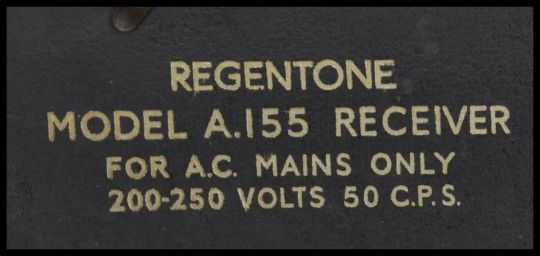 REGENTONE
MODEL A.155 RECEIVER
FOR A.C. MAINS ONLY
200-250 VOLTS 50 C.P.S.